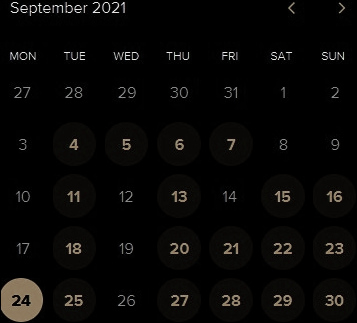 September 2021 < >
MON TUE WED THU FRI SAT SUN
27 28 29 30 31 1 2
3 4 5 6 7 8 9
10 11 12 13 14 15 16
17 18 19 20 21 22 23
24 25 26 27 28 29 30